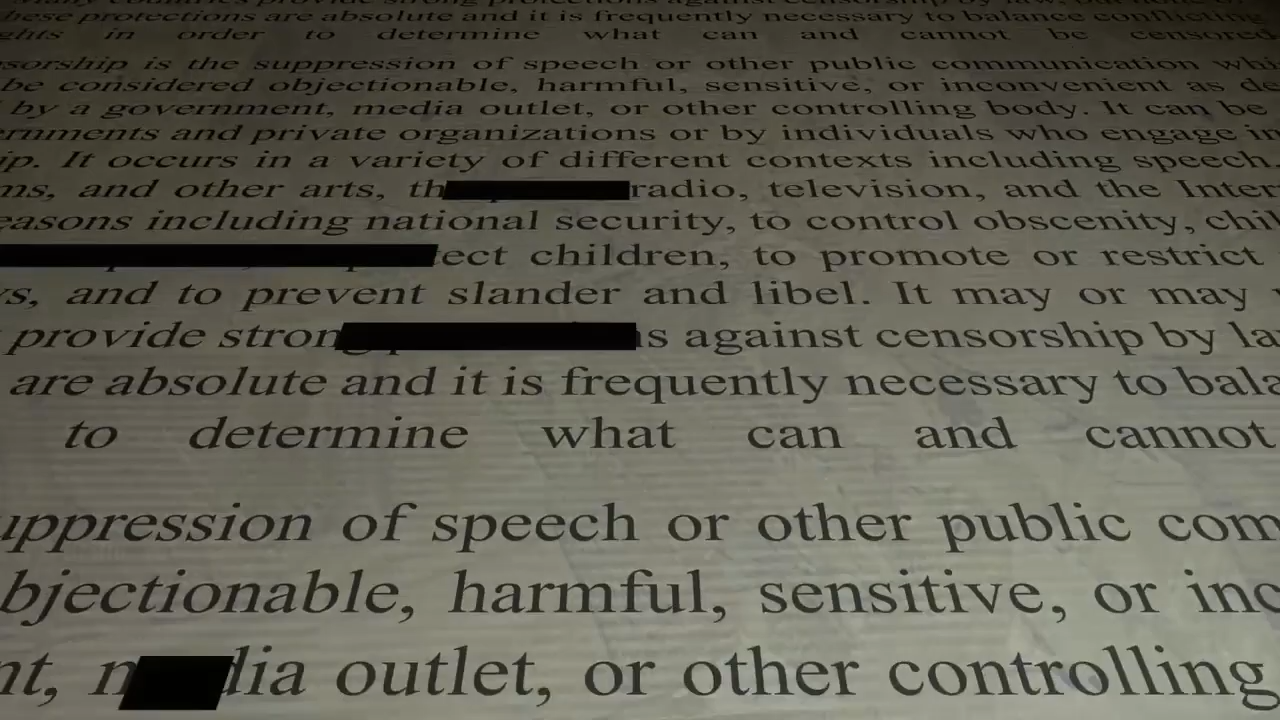 these protections are absolute and it is frequently necessary to balance conflicting
ghts in order to determine what can and cannot be censored
sorship is the suppression of speech or other public communication whi
be considered objectionable, harmful, sensitive, or inconvenient as de
by a government, media outlet, or other controlling body. It can be
rnments and private organizations or by individuals who engage in
ip. It occurs in a variety of different contexts including speech
ms, and other arts, th radio, television, and the Inter
easons including national security, to control obscenity, chil
tect children, to promote or restrict
ws, and to prevent slander and libel. It may or may
provide stron s against censorship by la
are absolute and it is frequently necessary to bala
to determine what can and cannot
uppression of speech or other public com
bjectionable, harmful, sensitive, or inc
nt, m dia outlet, or other controlling